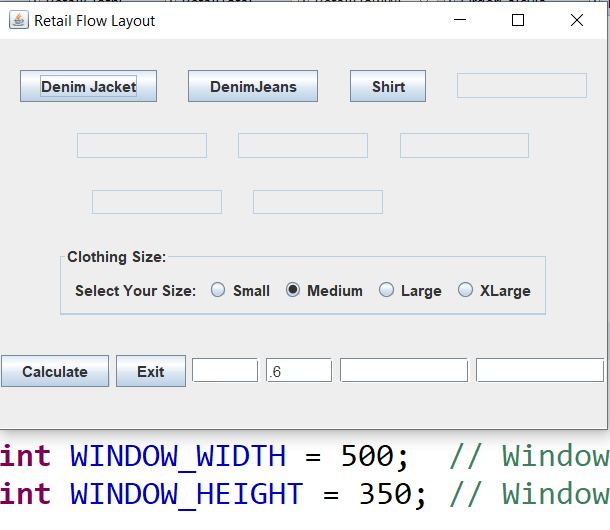 Retail Flow Layout
Denim Jacket DenimJeans Shirt
Clothing Size:
Select Your Size: Small Medium Large XLarge
Calculate Exit .6
int WINDOW_WIDTH = 500; // Window
int WINDOW_HEIGHT = 350; // Window